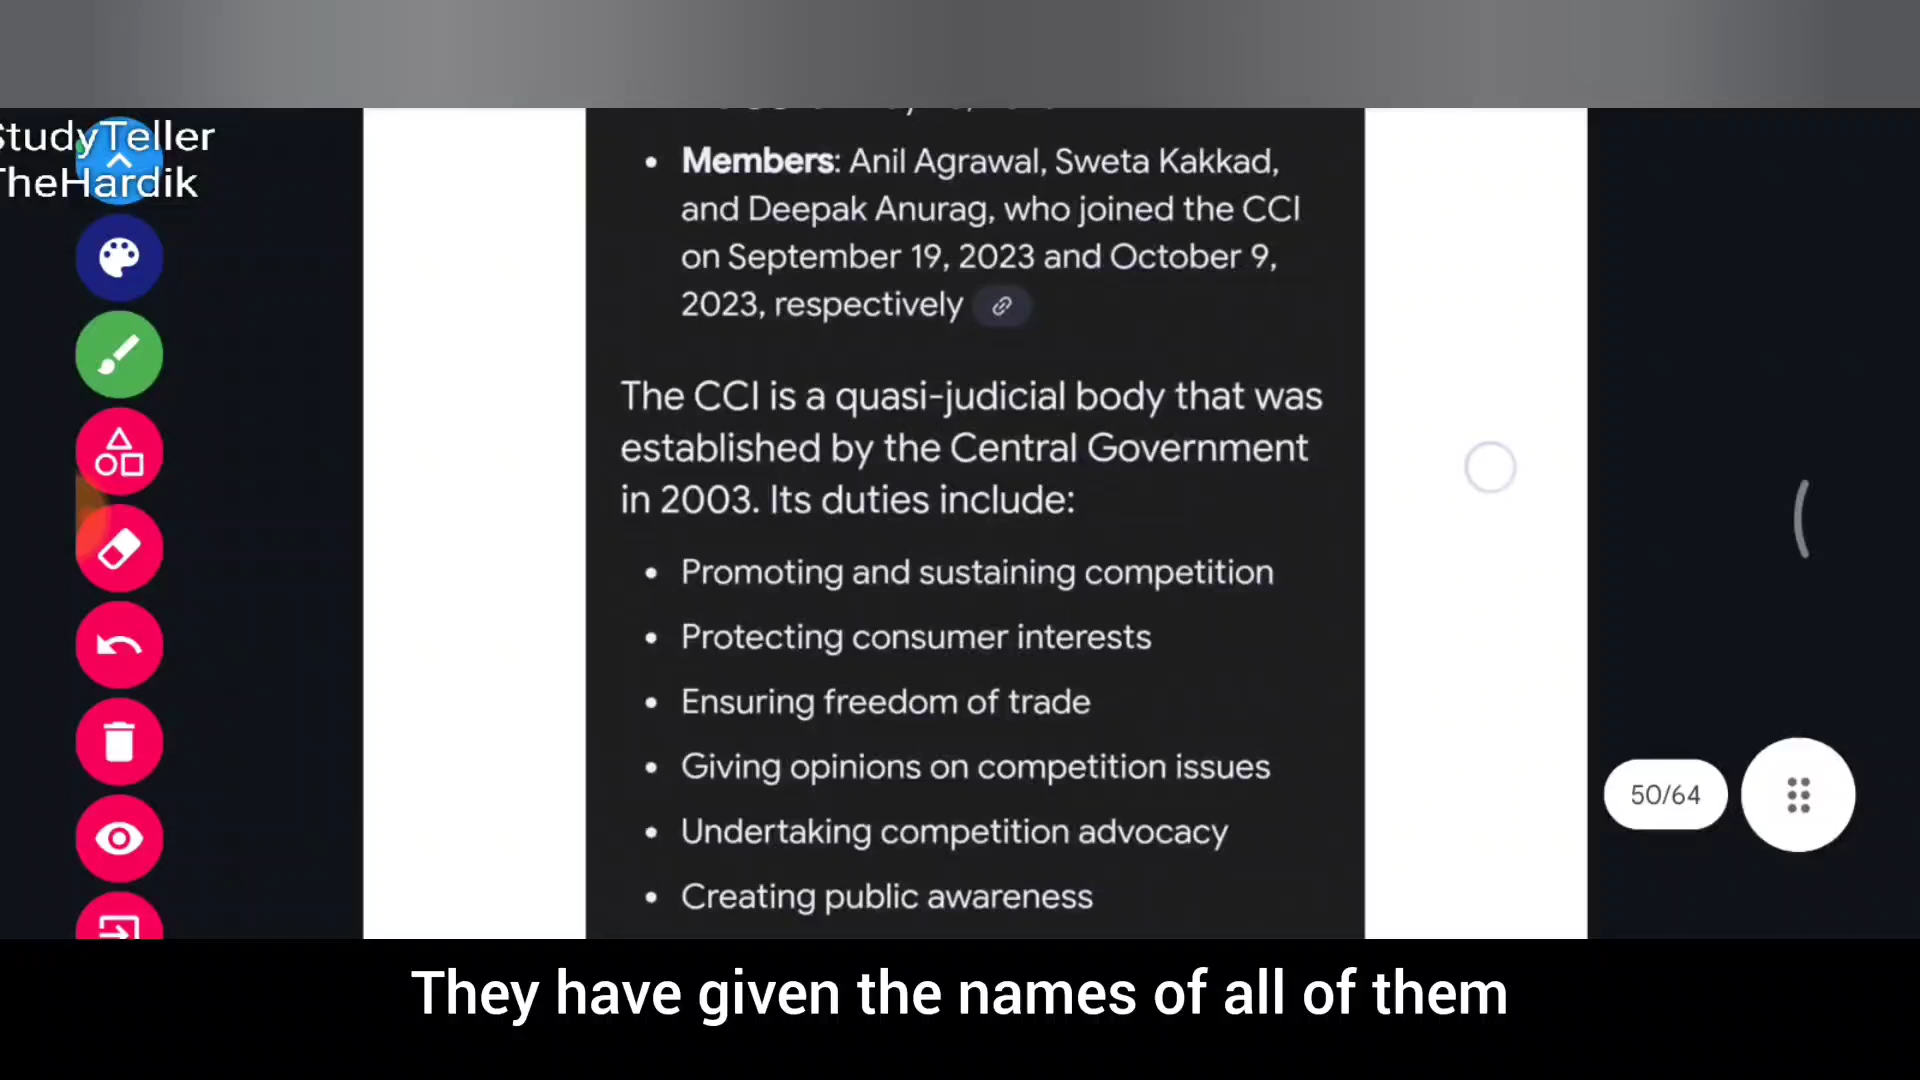 StudyTeller
TheHardik
Members: Anil Agrawal, Sweta Kakkad,
and Deepak Anurag, who joined the CCI
on September 19, 2023 and October 9,
2023, respectively
The CCI is a quasi-judicial body that was
established by the Central Government
in 2003. Its duties include:
• Promoting and sustaining competition
• Protecting consumer interests
• Ensuring freedom of trade
• Giving opinions on competition issues
• Undertaking competition advocacy
• Creating public awareness
50/64
They have given the names of all of them